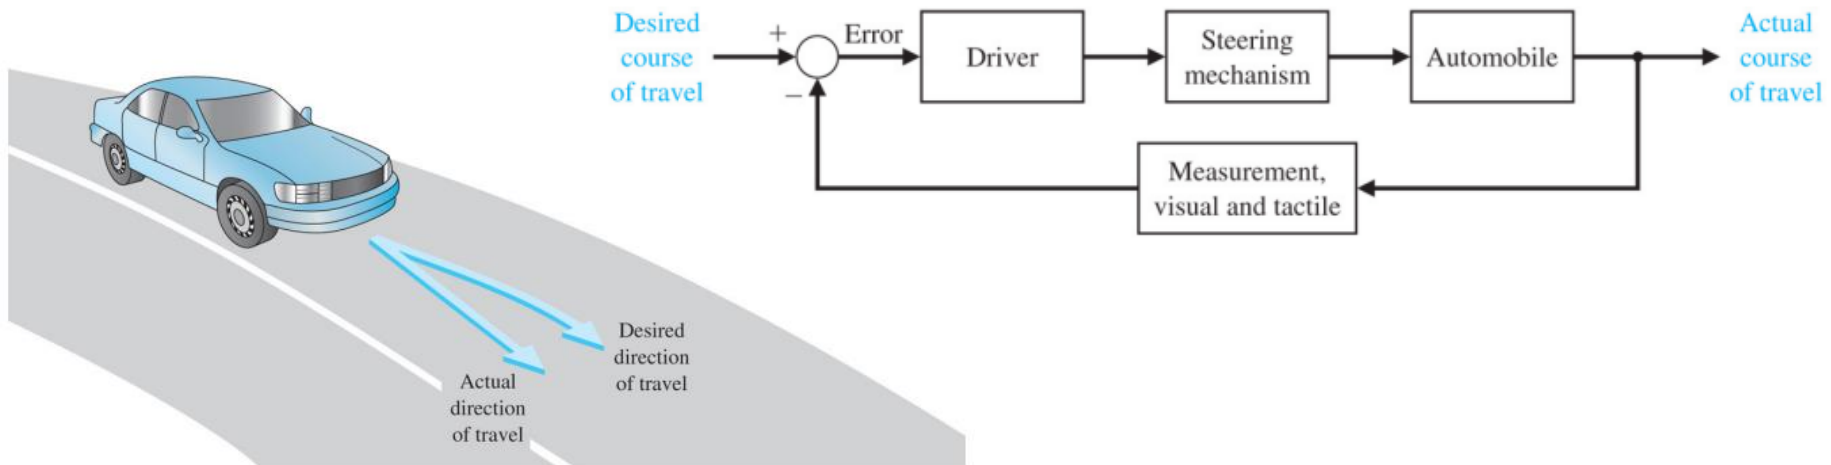 Desired
course
of travel
+
−
Error
Driver
Steering
mechanism
Automobile
Actual
course
of travel
Measurement,
visual and tactile
Desired
direction
of travel
Actual
direction
of travel